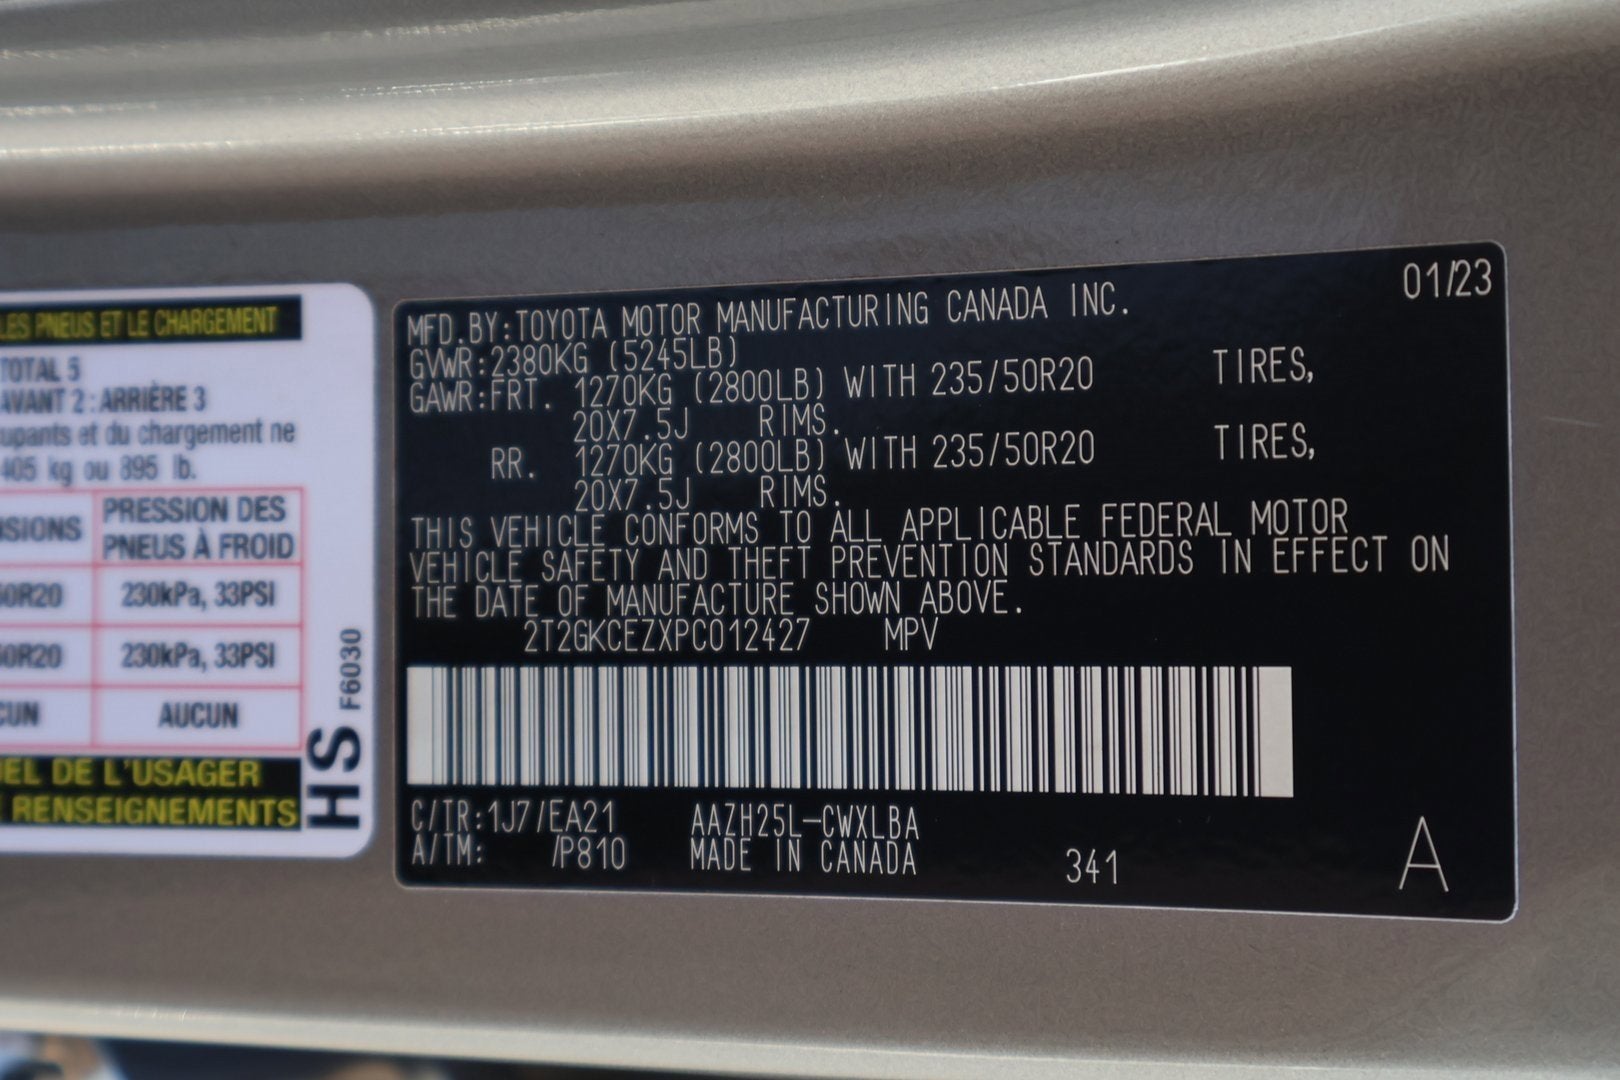 LES PNEUS ET LE CHARGEMENT
TOTAL 5
AVANT 2 : ARRIÈRE 3
upants et du chargement ne
405 kg ou 895 lb.
NSIONS PRESSION DES
PNEUS À FROID
50R20 230kPa, 33PSI
50R20 230kPa, 33PSI
CUN AUCUN
EL DE L'USAGER
RENSEIGNEMENTS
HS F6030
01/23
MFD.BY:TOYOTA MOTOR MANUFACTURING CANADA INC.
GVWR:2380KG (5245LB)
GAWR:FRT. 1270KG (2800LB) WITH 235/50R20 TIRES,
20X7.5J RIMS.
RR. 1270KG (2800LB) WITH 235/50R20 TIRES,
20X7.5J RIMS.
THIS VEHICLE CONFORMS TO ALL APPLICABLE FEDERAL MOTOR
VEHICLE SAFETY AND THEFT PREVENTION STANDARDS IN EFFECT ON
THE DATE OF MANUFACTURE SHOWN ABOVE.
2T2GKCEZXPC012427 MPV
C/TR:1J7/EA21 AAZH25L-CWXLBA
A/TM: /P810 MADE IN CANADA 341 A